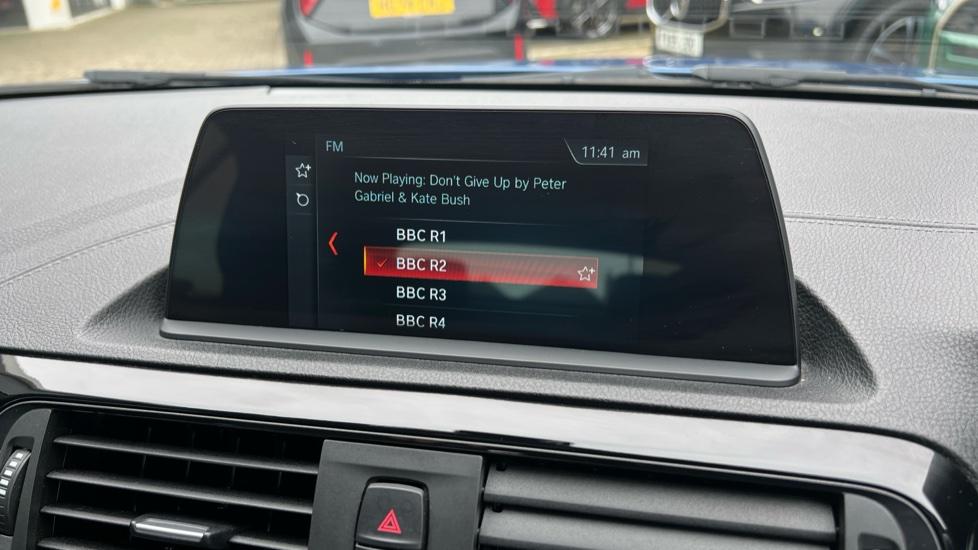 FM
11:41 am
Now Playing: Don't Give Up by Peter
Gabriel & Kate Bush
BBC R1
BBC R2
BBC R3
BBC R4